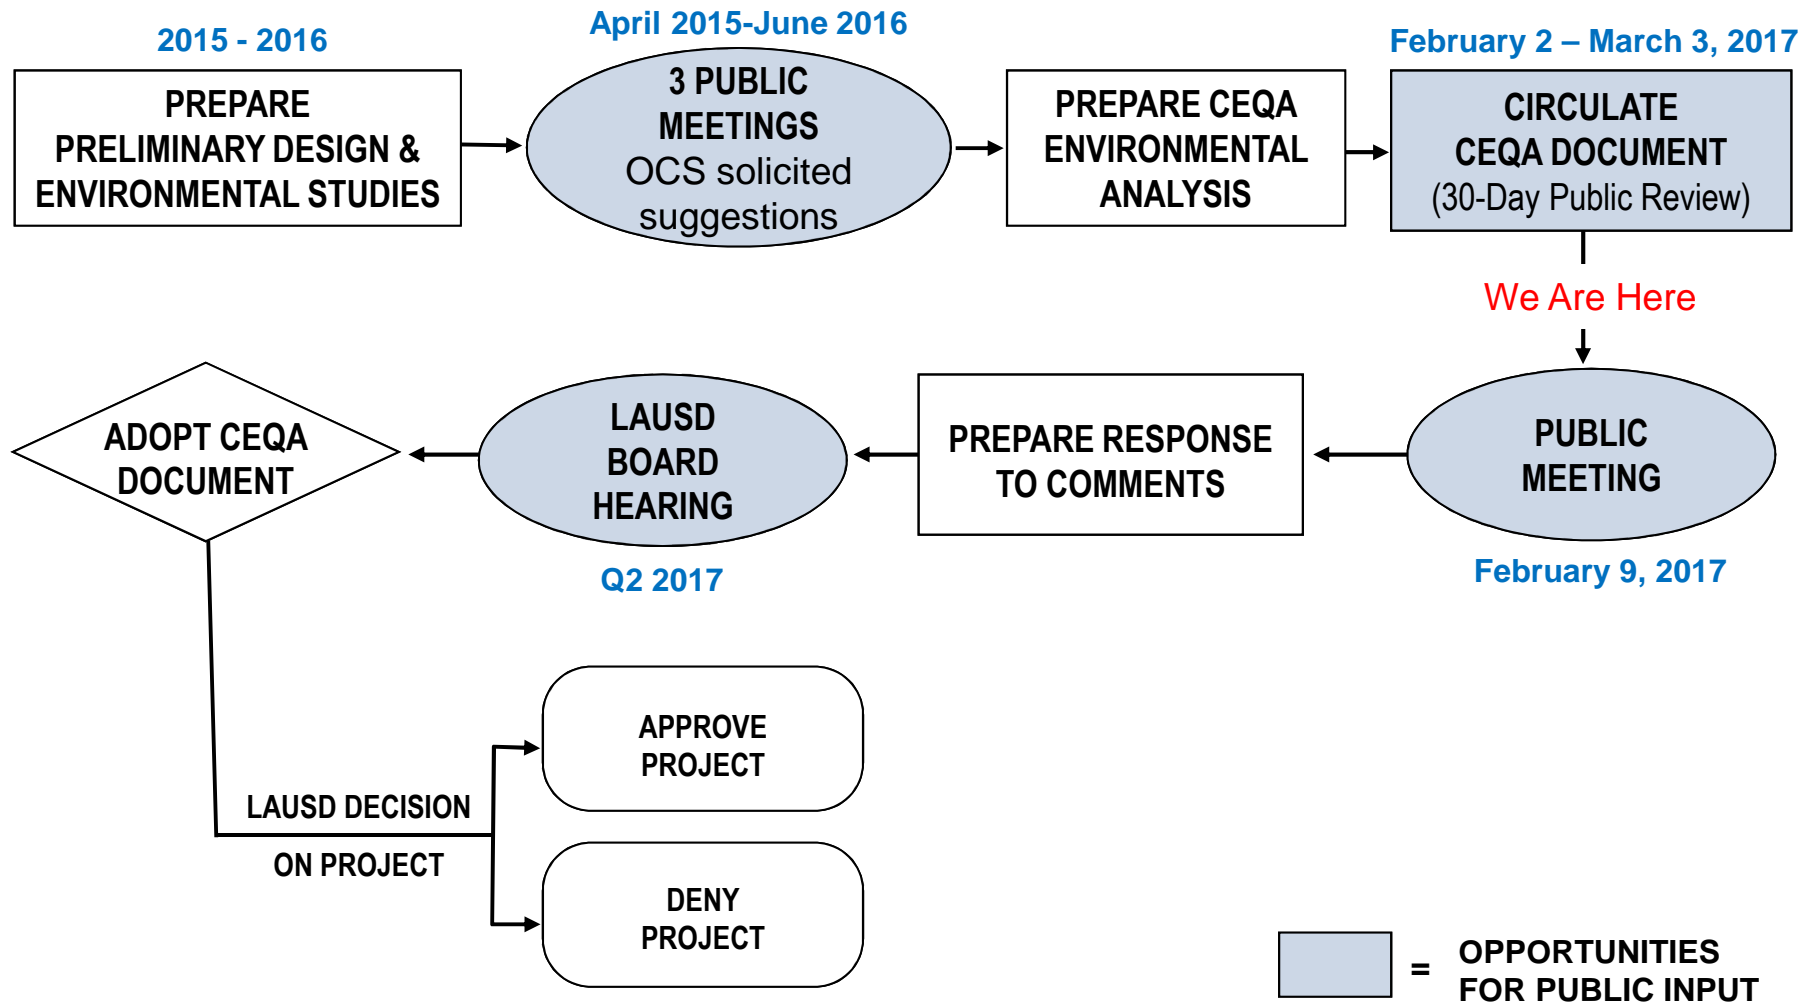 2015 - 2016
PREPARE
PRELIMINARY DESIGN &
ENVIRONMENTAL STUDIES
April 2015-June 2016
3 PUBLIC
MEETINGS
OCS solicited
suggestions
PREPARE CEQA
ENVIRONMENTAL
ANALYSIS
February 2 – March 3, 2017
CIRCULATE
CEQA DOCUMENT
(30-Day Public Review)
We Are Here
PUBLIC
MEETING
February 9, 2017
PREPARE RESPONSE
TO COMMENTS
LAUSD
BOARD
HEARING
Q2 2017
ADOPT CEQA
DOCUMENT
LAUSD DECISION
ON PROJECT
APPROVE
PROJECT
DENY
PROJECT
= OPPORTUNITIES
FOR PUBLIC INPUT